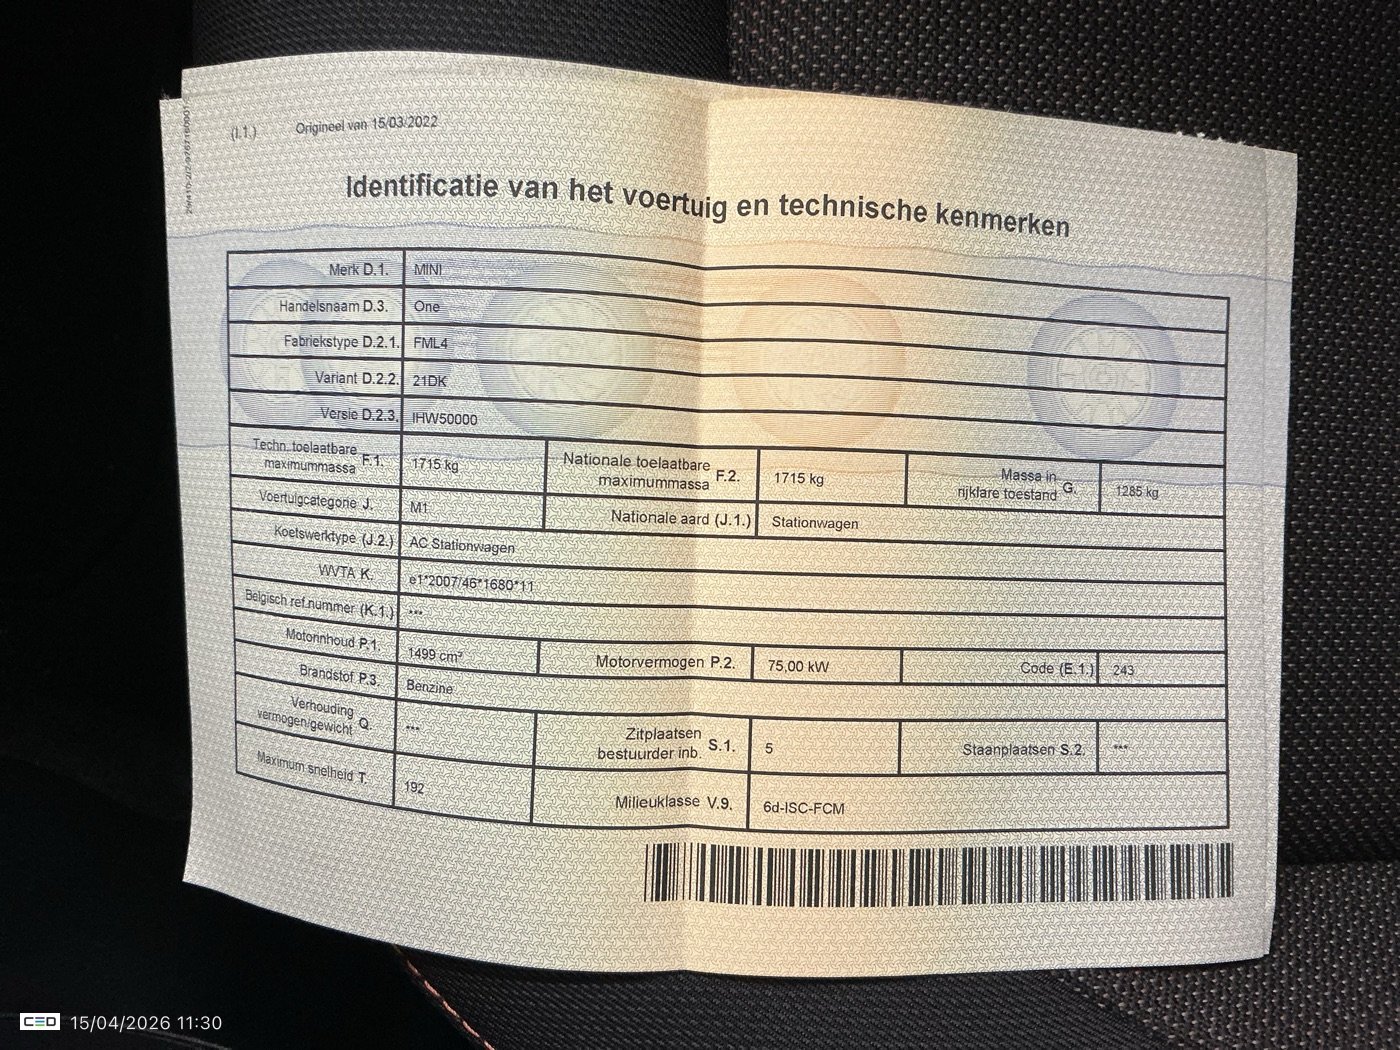 (I.1.) Origineel van 15/03/2022
Identificatie van het voertuig en technische kenmerken
Merk D.1. MINI
Handelsnaam D.3. One
Fabriekstype D.2.1. FML4
Variant D.2.2. 21DK
Versie D.2.3. IHW50000
Techn. toelaatbare maximummassa F.1. 1715 kg Nationale toelaatbare maximummassa F.2. 1715 kg Massa in rijklare toestand G. 1285 kg
Voertuigcategorie J. M1 Nationale aard (J.1.) Stationwagen
Koetswerktype (J.2.) AC Stationwagen
WVTA K. e1*2007/46*1680*11
Belgisch ref.nummer (K.1.) ***
Motorinhoud P.1. 1499 cm³ Motorvermogen P.2. 75,00 kW Code (E.1.) 243
Brandstof P.3. Benzine
Verhouding vermogen/gewicht Q. *** Zitplaatsen bestuurder inb. S.1. 5 Staanplaatsen S.2. ***
Maximum snelheid T. 192 Milieuklasse V.9. 6d-ISC-FCM
CED 15/04/2026 11:30